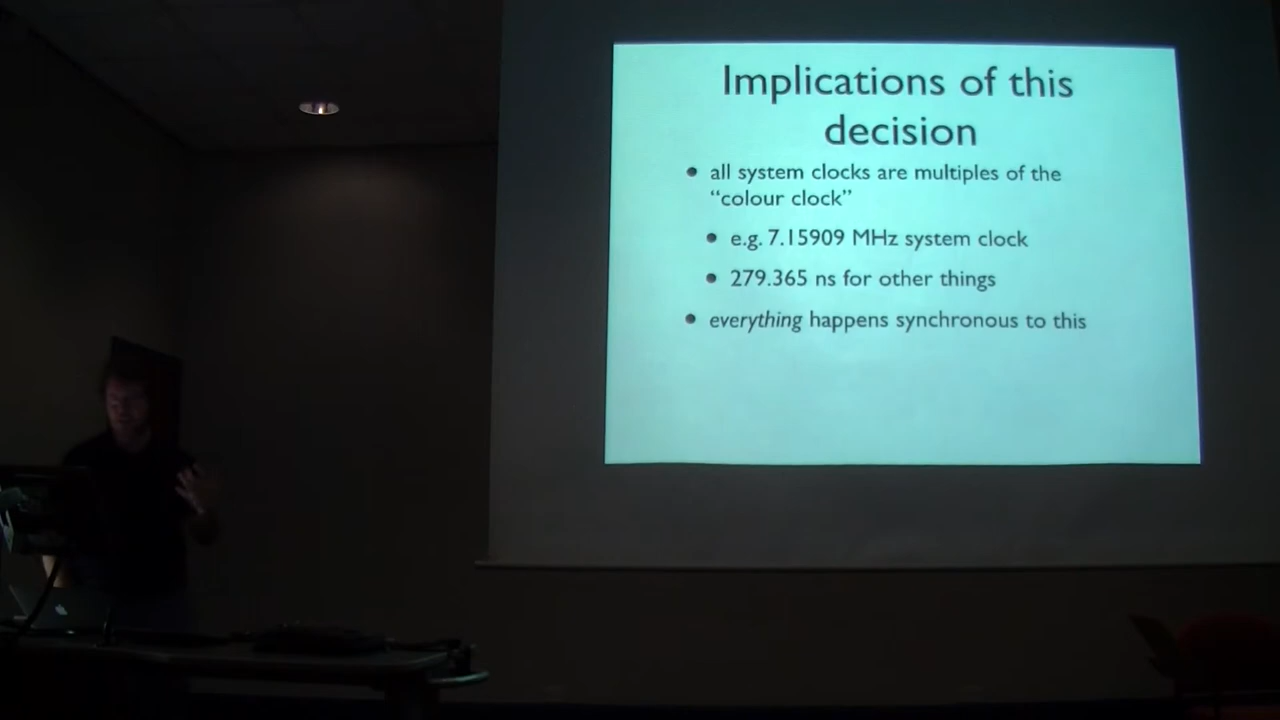 Implications of this
decision
• all system clocks are multiples of the
“colour clock”
• e.g. 7.15909 MHz system clock
• 279.365 ns for other things
• everything happens synchronous to this